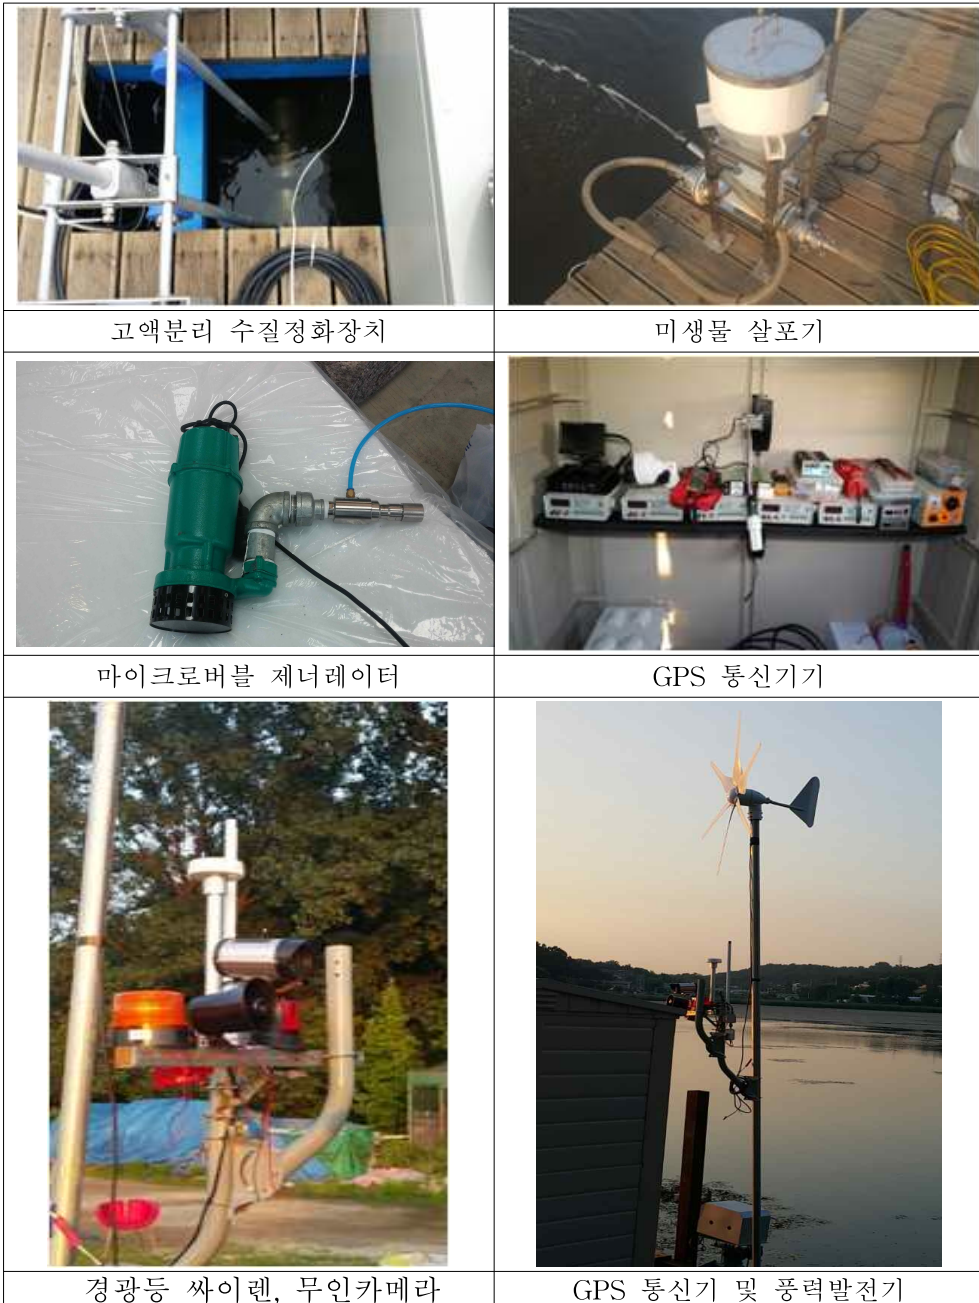 고액분리 수질정화장치
미생물 살포기
마이크로버블 제너레이터
GPS 통신기기
경광등 싸이렌, 무인카메라
GPS 통신기 및 풍력발전기